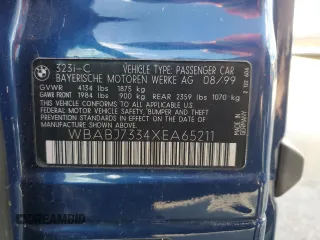 323i-C VEHICLE TYPE: PASSENGER CAR
BAYERISCHE MOTOREN WERKE AG 08/99
GVWR 4134 lbs 1875 kg
GAWR FRONT 1984 lbs 900 kg REAR 2359 lbs 1070 kg
THIS VEHICLE CONFORMS TO ALL APPLICABLE
FEDERAL MOTOR VEHICLE SAFETY, BUMPER, AND
THEFT PREVENTION STANDARDS IN EFFECT ON
THE DATE OF MANUFACTURE SHOWN ABOVE.
WBABJ7334XEA65211
MADE IN
GERMANY